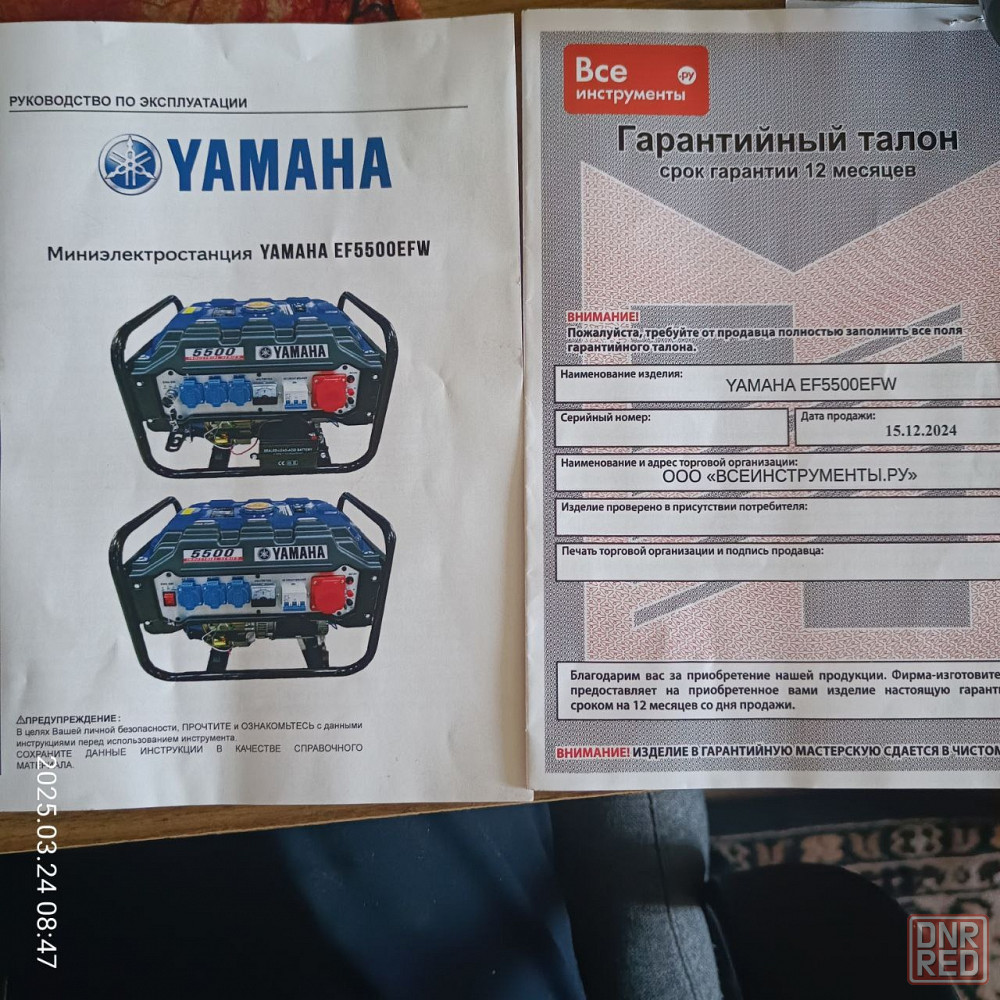 РУКОВОДСТВО ПО ЭКСПЛУАТАЦИИ
YAMAHA
Миниэлектростанция YAMAHA EF5500EFW
5500
YAMAHA
5500
YAMAHA
⚠ПРЕДУПРЕЖДЕНИЕ:
В целях Вашей личной безопасности, ПРОЧТИТЕ и ОЗНАКОМЬТЕСЬ с данными
инструкциями перед использованием инструмента.
СОХРАНИТЕ ДАННЫЕ ИНСТРУКЦИИ В КАЧЕСТВЕ СПРАВОЧНОГО
МАТЕРИАЛА.
Все
.РУ
инструменты
Гарантийный талон
срок гарантии 12 месяцев
ВНИМАНИЕ!
Пожалуйста, требуйте от продавца полностью заполнить все поля
гарантийного талона.
Наименование изделия:
YAMAHA EF5500EFW
Серийный номер:
Дата продажи:
15.12.2024
Наименование и адрес торговой организации:
ООО «ВСЕИНСТРУМЕНТЫ.РУ»
Изделие проверено в присутствии потребителя:
Печать торговой организации и подпись продавца:
Благодарим вас за приобретение нашей продукции. Фирма-изготовите
предоставляет на приобретенное вами изделие настоящую гарант
сроком на 12 месяцев со дня продажи.
ВНИМАНИЕ! ИЗДЕЛИЕ В ГАРАНТИЙНУЮ МАСТЕРСКУЮ СДАЕТСЯ В ЧИСТОМ
2025.03.24 08:47
DNR
RED